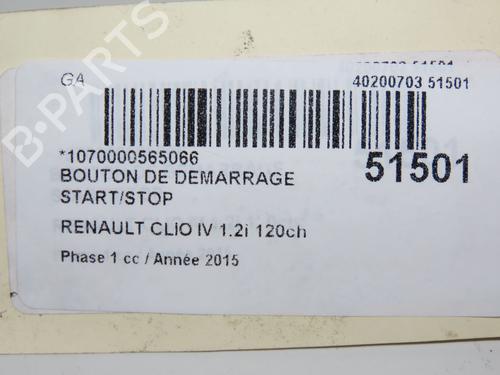 GA
40200703 51501
*1070000565066
51501
BOUTON DE DEMARRAGE
START/STOP
RENAULT CLIO IV 1.2i 120ch
Phase 1 cc / Année 2015
B-PARTS